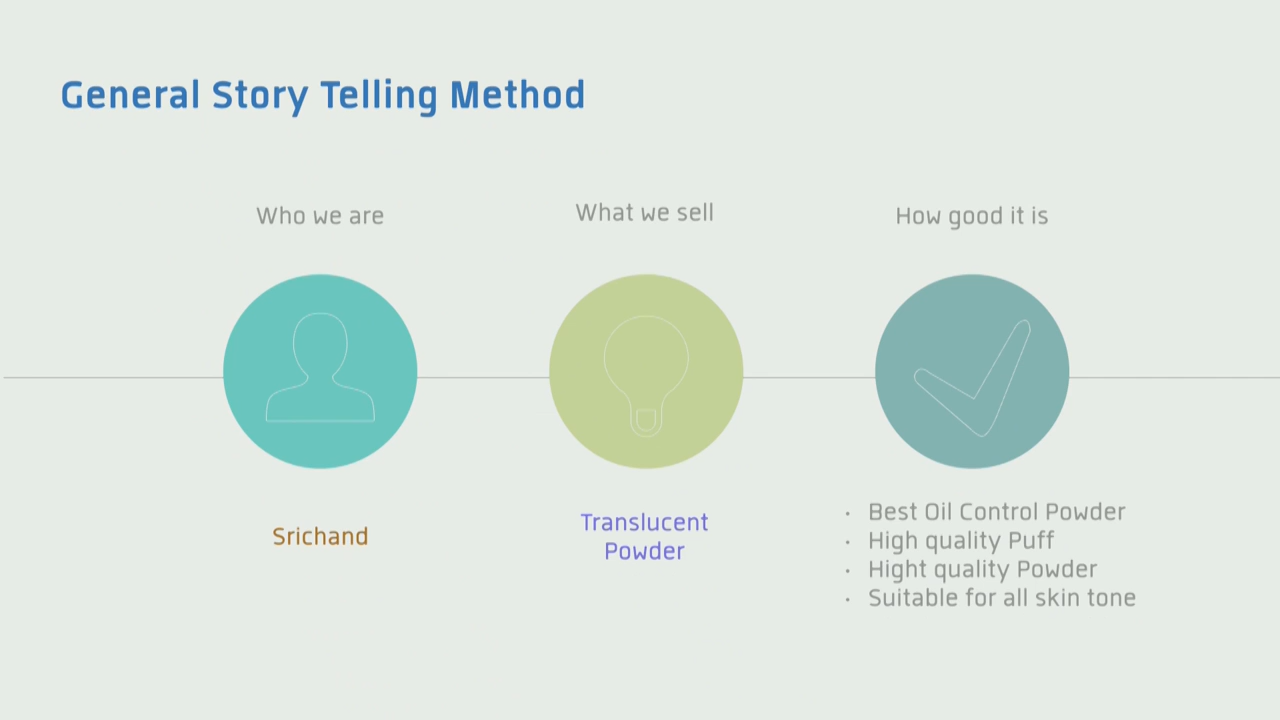 General Story Telling Method
Who we are
What we sell
How good it is
Srichand
Translucent
Powder
· Best Oil Control Powder
· High quality Puff
· Hight quality Powder
· Suitable for all skin tone